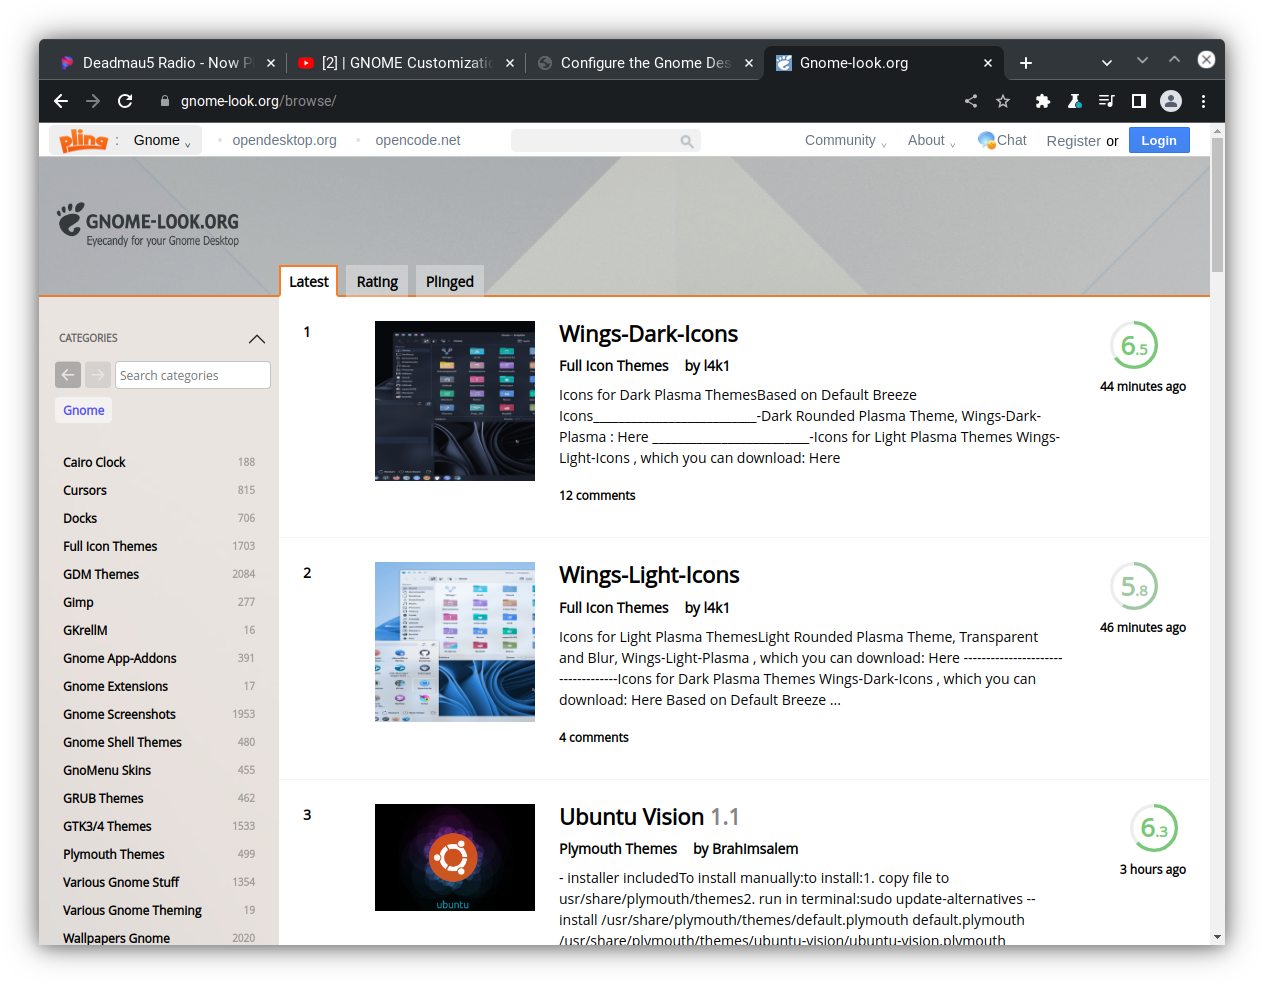 Deadmau5 Radio - Now P
[2] | GNOME Customizatio
Configure the Gnome Des
Gnome-look.org
gnome-look.org/browse/
pling : Gnome
opendesktop.org
opencode.net
Community
About
Chat
Register or
Login
GNOME-LOOK.ORG
Eyecandy for your Gnome Desktop
Latest
Rating
Plinged
CATEGORIES
Search categories
Gnome
Cairo Clock 188
Cursors 815
Docks 706
Full Icon Themes 1703
GDM Themes 2084
Gimp 277
GKrellM 16
Gnome App-Addons 391
Gnome Extensions 17
Gnome Screenshots 1953
Gnome Shell Themes 480
GnoMenu Skins 455
GRUB Themes 462
GTK3/4 Themes 1533
Plymouth Themes 499
Various Gnome Stuff 1354
Various Gnome Theming 19
Wallpapers Gnome 2020
1
Wings-Dark-Icons
Full Icon Themes by l4k1
Icons for Dark Plasma ThemesBased on Default Breeze
Icons_________________________-Dark Rounded Plasma Theme, Wings-Dark-
Plasma : Here ________________________-Icons for Light Plasma Themes Wings-
Light-Icons , which you can download: Here
12 comments
6.5
44 minutes ago
2
Wings-Light-Icons
Full Icon Themes by l4k1
Icons for Light Plasma ThemesLight Rounded Plasma Theme, Transparent
and Blur, Wings-Light-Plasma , which you can download: Here ----------------------
-------------Icons for Dark Plasma Themes Wings-Dark-Icons , which you can
download: Here Based on Default Breeze ...
4 comments
5.8
46 minutes ago
3
ubuntu
Ubuntu Vision 1.1
Plymouth Themes by BrahImsalem
- installer includedTo install manually:to install:1. copy file to
usr/share/plymouth/themes2. run in terminal:sudo update-alternatives --
install /usr/share/plymouth/themes/default.plymouth default.plymouth
/usr/share/plymouth/themes/ubuntu-vision/ubuntu-vision.plymouth
6.3
3 hours ago